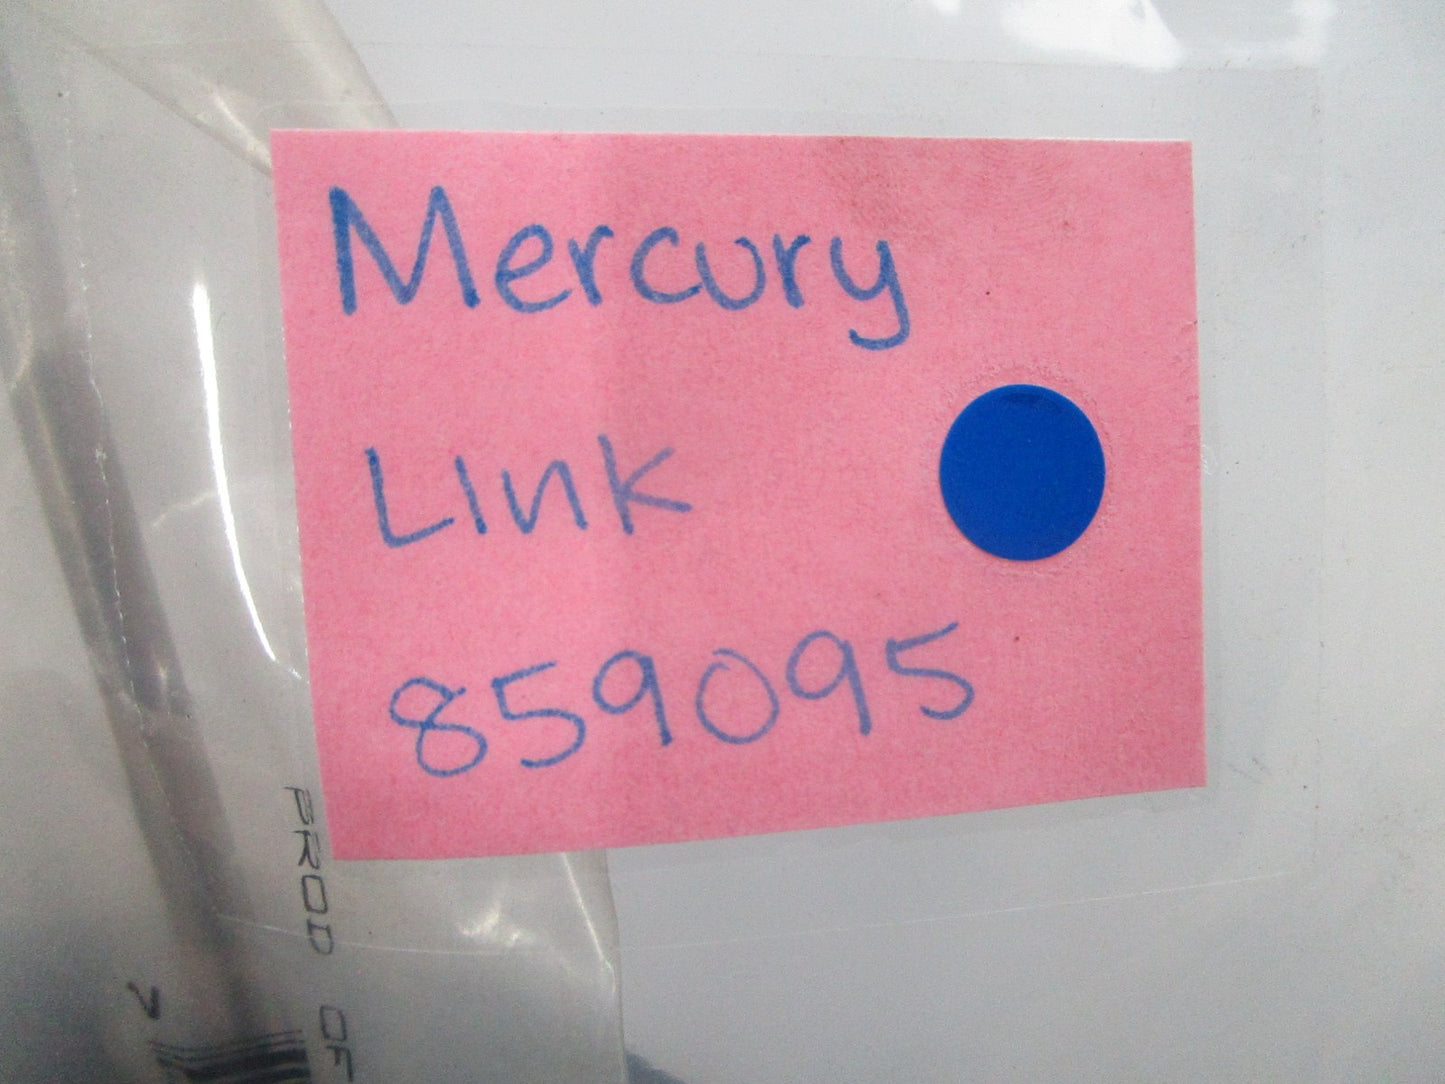 Mercury
Link
859095
PROD OF